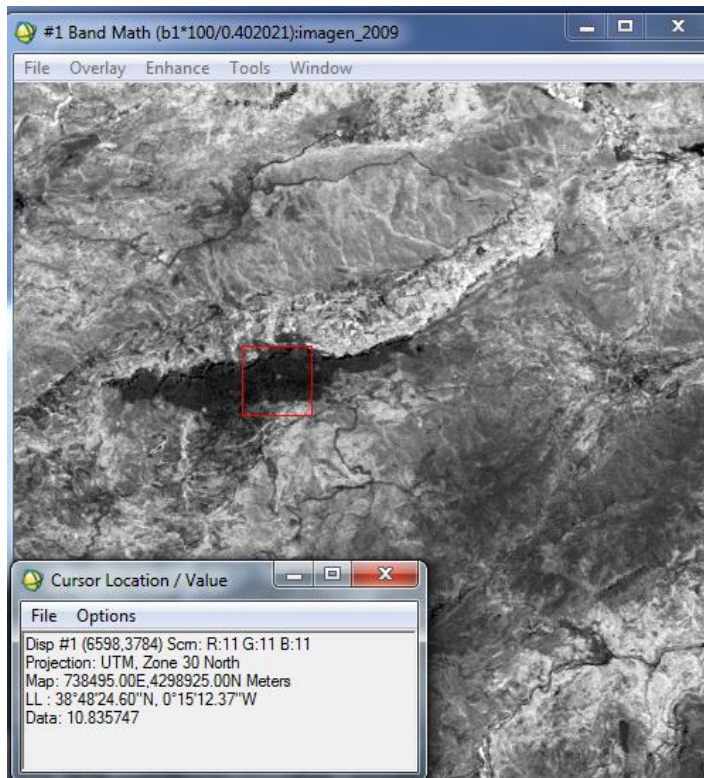 #1 Band Math (b1*100/0.402021):imagen_2009
File Overlay Enhance Tools Window
Cursor Location / Value
File Options
Disp #1 (6598,3784) Scrn: R:11 G:11 B:11
Projection: UTM, Zone 30 North
Map: 738495.00E,4298925.00N Meters
LL : 38°48'24.60"N, 0°15'12.37"W
Data: 10.835747